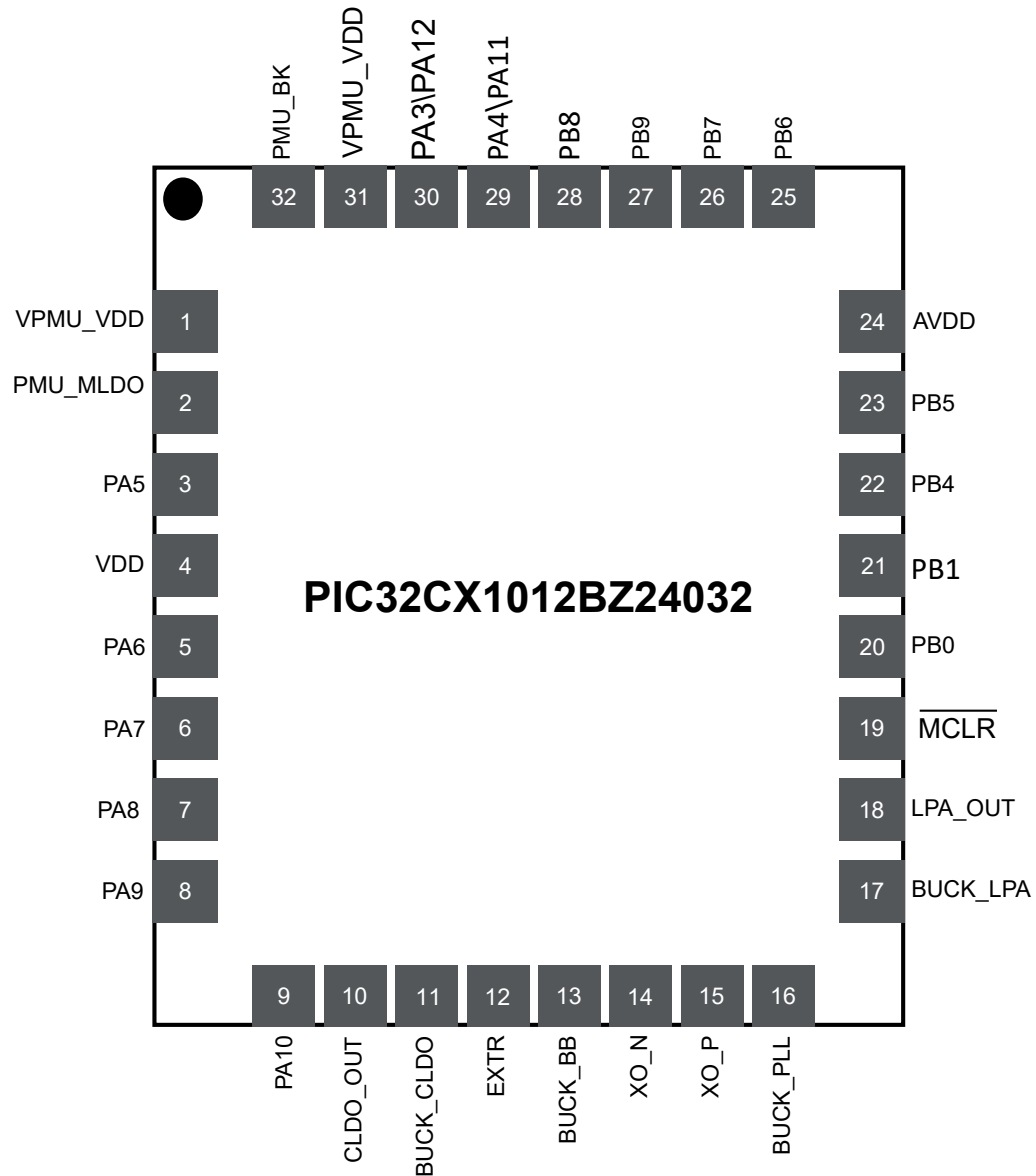 PMU_BK
VPMU_VDD
PA3\PA12
PA4\PA11
PB8
PB9
PB7
PB6
32
31
30
29
28
27
26
25
VPMU_VDD 1
PMU_MLDO 2
PA5 3
VDD 4
PA6 5
PA7 6
PA8 7
PA9 8
PIC32CX1012BZ24032
24 AVDD
23 PB5
22 PB4
21 PB1
20 PB0
19 MCLR
18 LPA_OUT
17 BUCK_LPA
9
10
11
12
13
14
15
16
PA10
CLDO_OUT
BUCK_CLDO
EXTR
BUCK_BB
XO_N
XO_P
BUCK_PLL